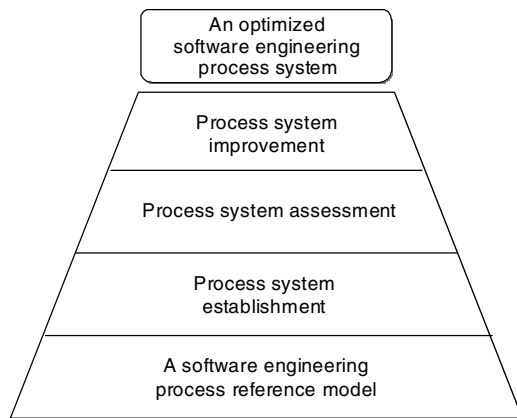 An optimized
software engineering
process system
Process system
improvement
Process system assessment
Process system
establishment
A software engineering
process reference model